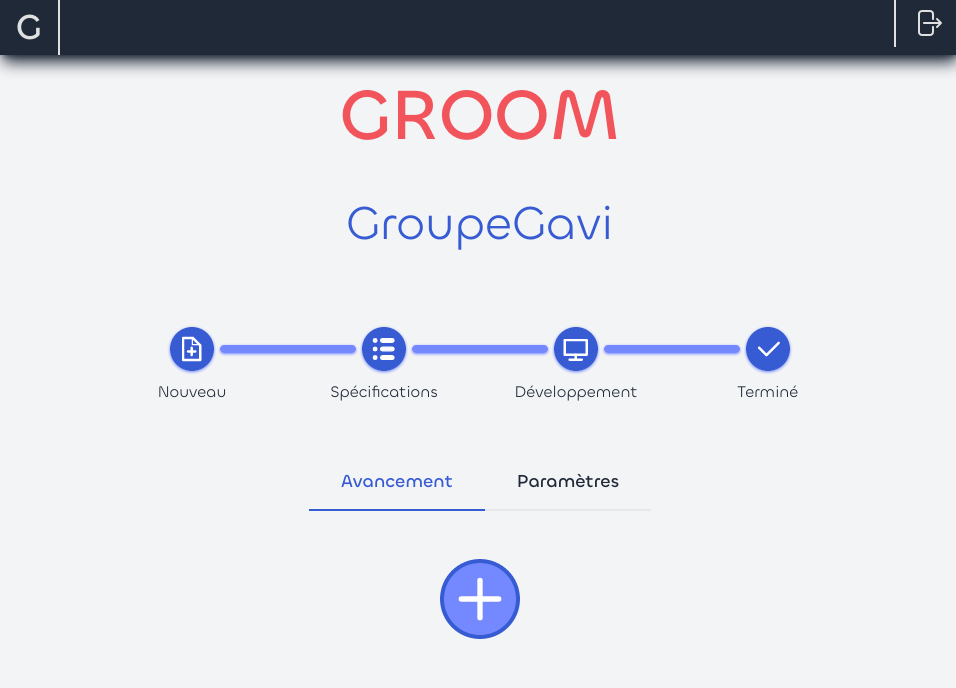 G
GROOM
GroupeGavi
Nouveau Spécifications Développement Terminé
Avancement Paramètres